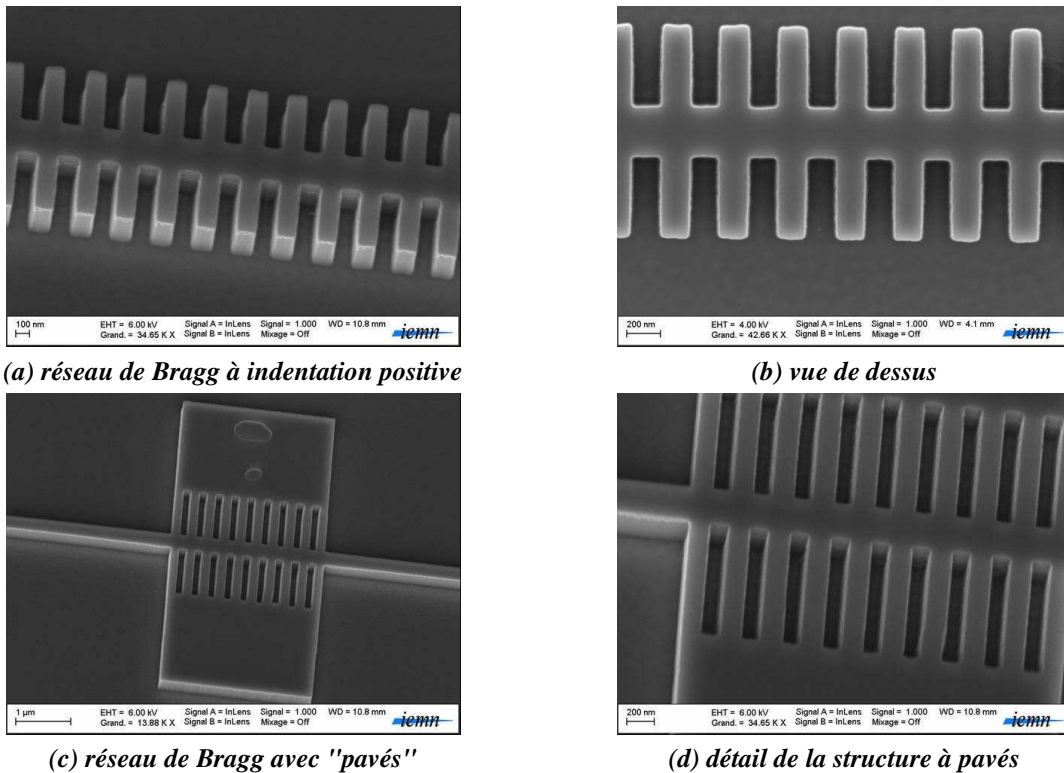 100 nm EHT = 6.00 kV Signal A = InLens Signal = 1.000 WD = 10.8 mm
Grand. = 34.65 K X Signal B = InLens Mixage = Off iemn
200 nm EHT = 4.00 kV Signal A = InLens Signal = 1.000 WD = 4.1 mm
Grand. = 42.66 K X Signal B = InLens Mixage = Off iemn
(a) réseau de Bragg à indentation positive
(b) vue de dessus
1 µm EHT = 6.00 kV Signal A = InLens Signal = 1.000 WD = 10.8 mm
Grand. = 13.88 K X Signal B = InLens Mixage = Off iemn
200 nm EHT = 6.00 kV Signal A = InLens Signal = 1.000 WD = 10.8 mm
Grand. = 34.65 K X Signal B = InLens Mixage = Off iemn
(c) réseau de Bragg avec "pavés"
(d) détail de la structure à pavés